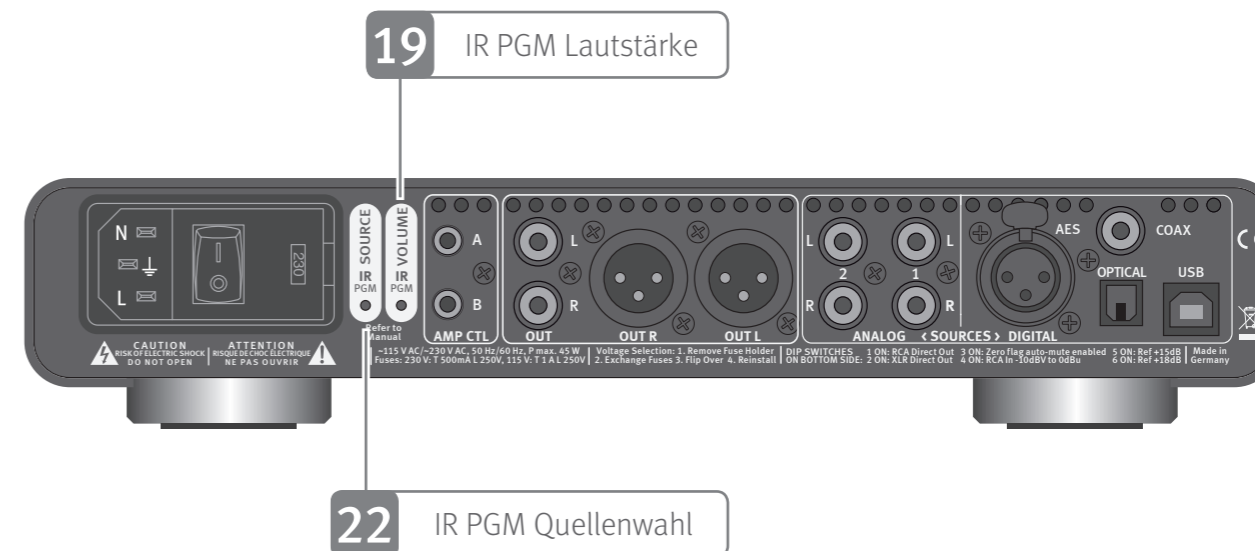 19 IR PGM Lautstärke
N
L
230
IR SOURCE
PGM
IR VOLUME
PGM
Refer to
Manual
A
B
AMP CTL
L
R
OUT
OUT R
OUT L
L
R
2
1
L
R
ANALOG
‹ SOURCES ›
DIGITAL
AES
COAX
OPTICAL
USB
CAUTION
RISK OF ELECTRIC SHOCK
DO NOT OPEN
ATTENTION
RISQUE DE CHOC ÉLECTRIQUE
NE PAS OUVRIR
~115 V AC/~230 V AC, 50 Hz/60 Hz, P max. 45 W
Fuses: 230 V: T 500mA L 250V, 115 V: T 1 A L 250V
Voltage Selection: 1. Remove Fuse Holder
2. Exchange Fuses 3. Flip Over 4. Reinstall
DIP SWITCHES 1 ON: RCA Direct Out 3 ON: Zero flag auto-mute enabled 5 ON: Ref +15dB
ON BOTTOM SIDE: 2 ON: XLR Direct Out 4 ON: RCA In -10dBV to 0dBu 6 ON: Ref +18dB
Made in
Germany
22 IR PGM Quellenwahl